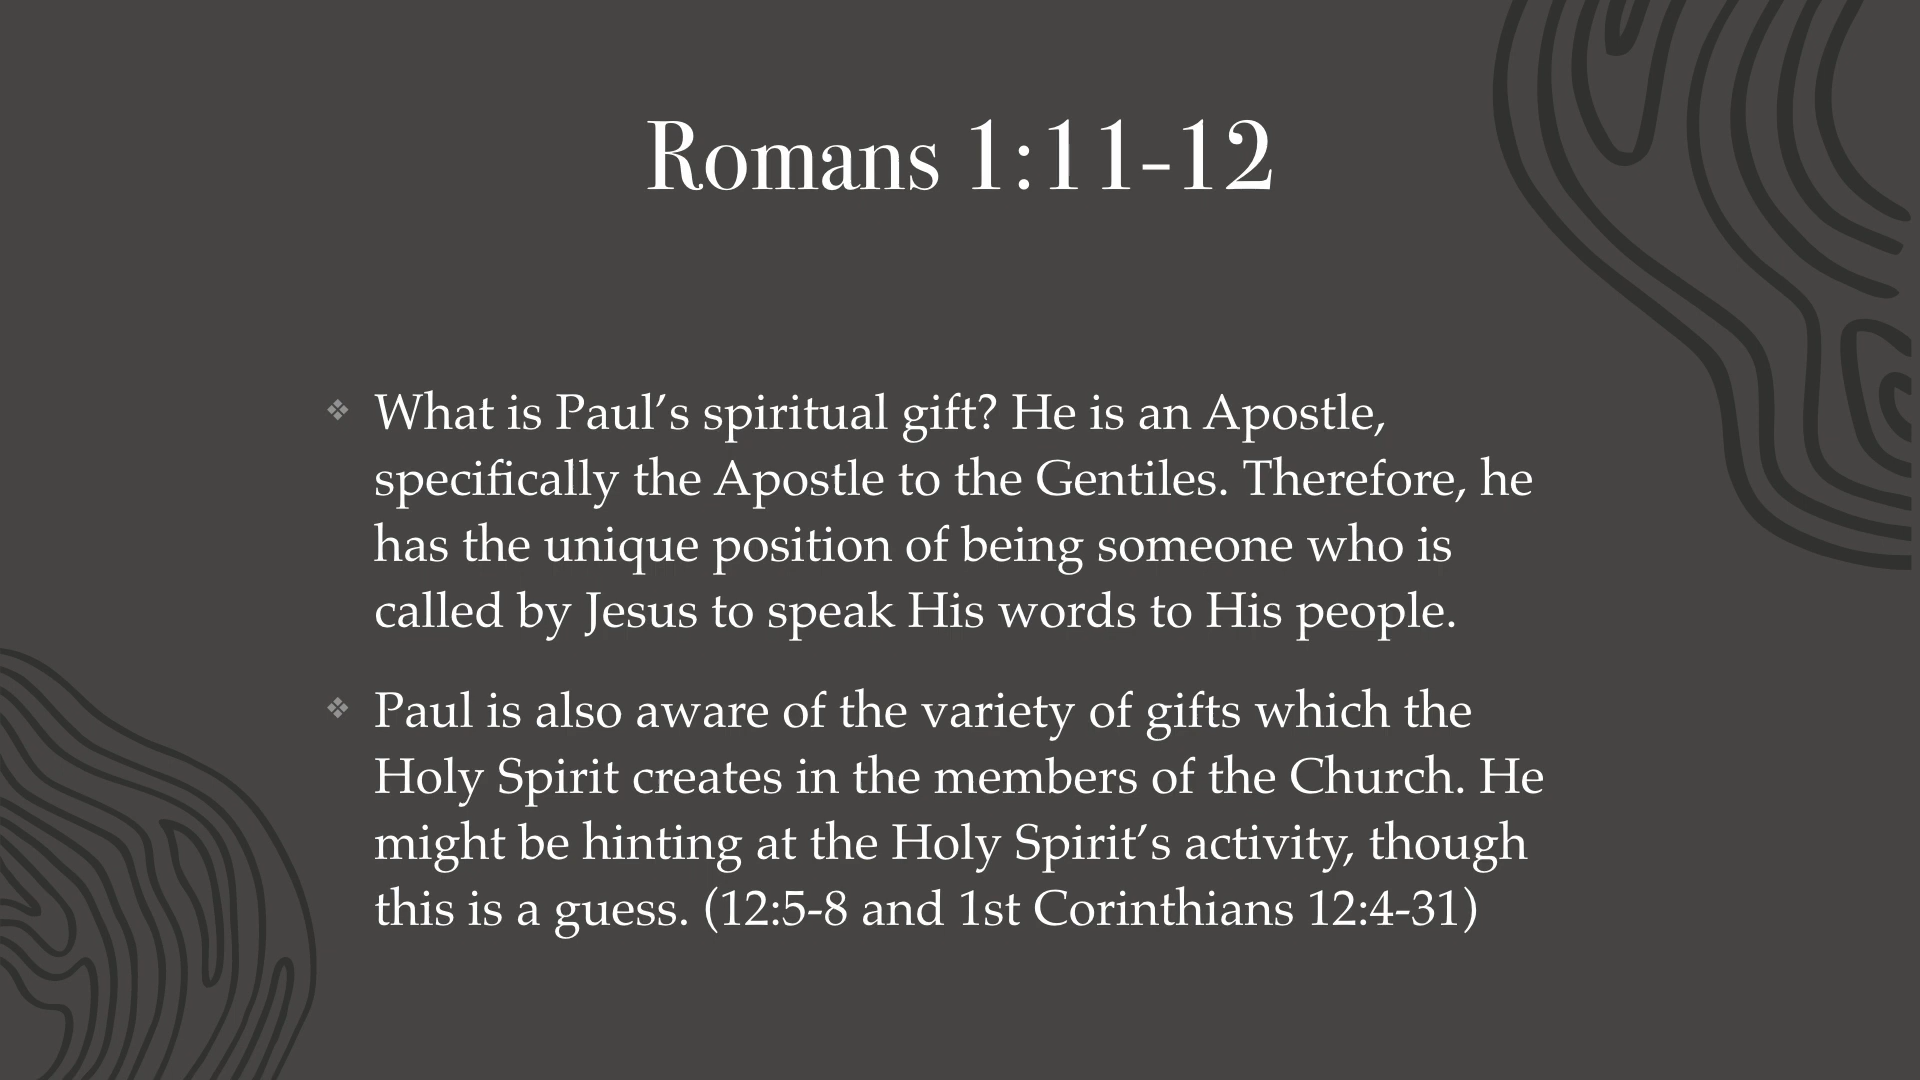 Romans 1:11-12
❖ What is Paul’s spiritual gift? He is an Apostle,
specifically the Apostle to the Gentiles. Therefore, he
has the unique position of being someone who is
called by Jesus to speak His words to His people.
❖ Paul is also aware of the variety of gifts which the
Holy Spirit creates in the members of the Church. He
might be hinting at the Holy Spirit’s activity, though
this is a guess. (12:5-8 and 1st Corinthians 12:4-31)